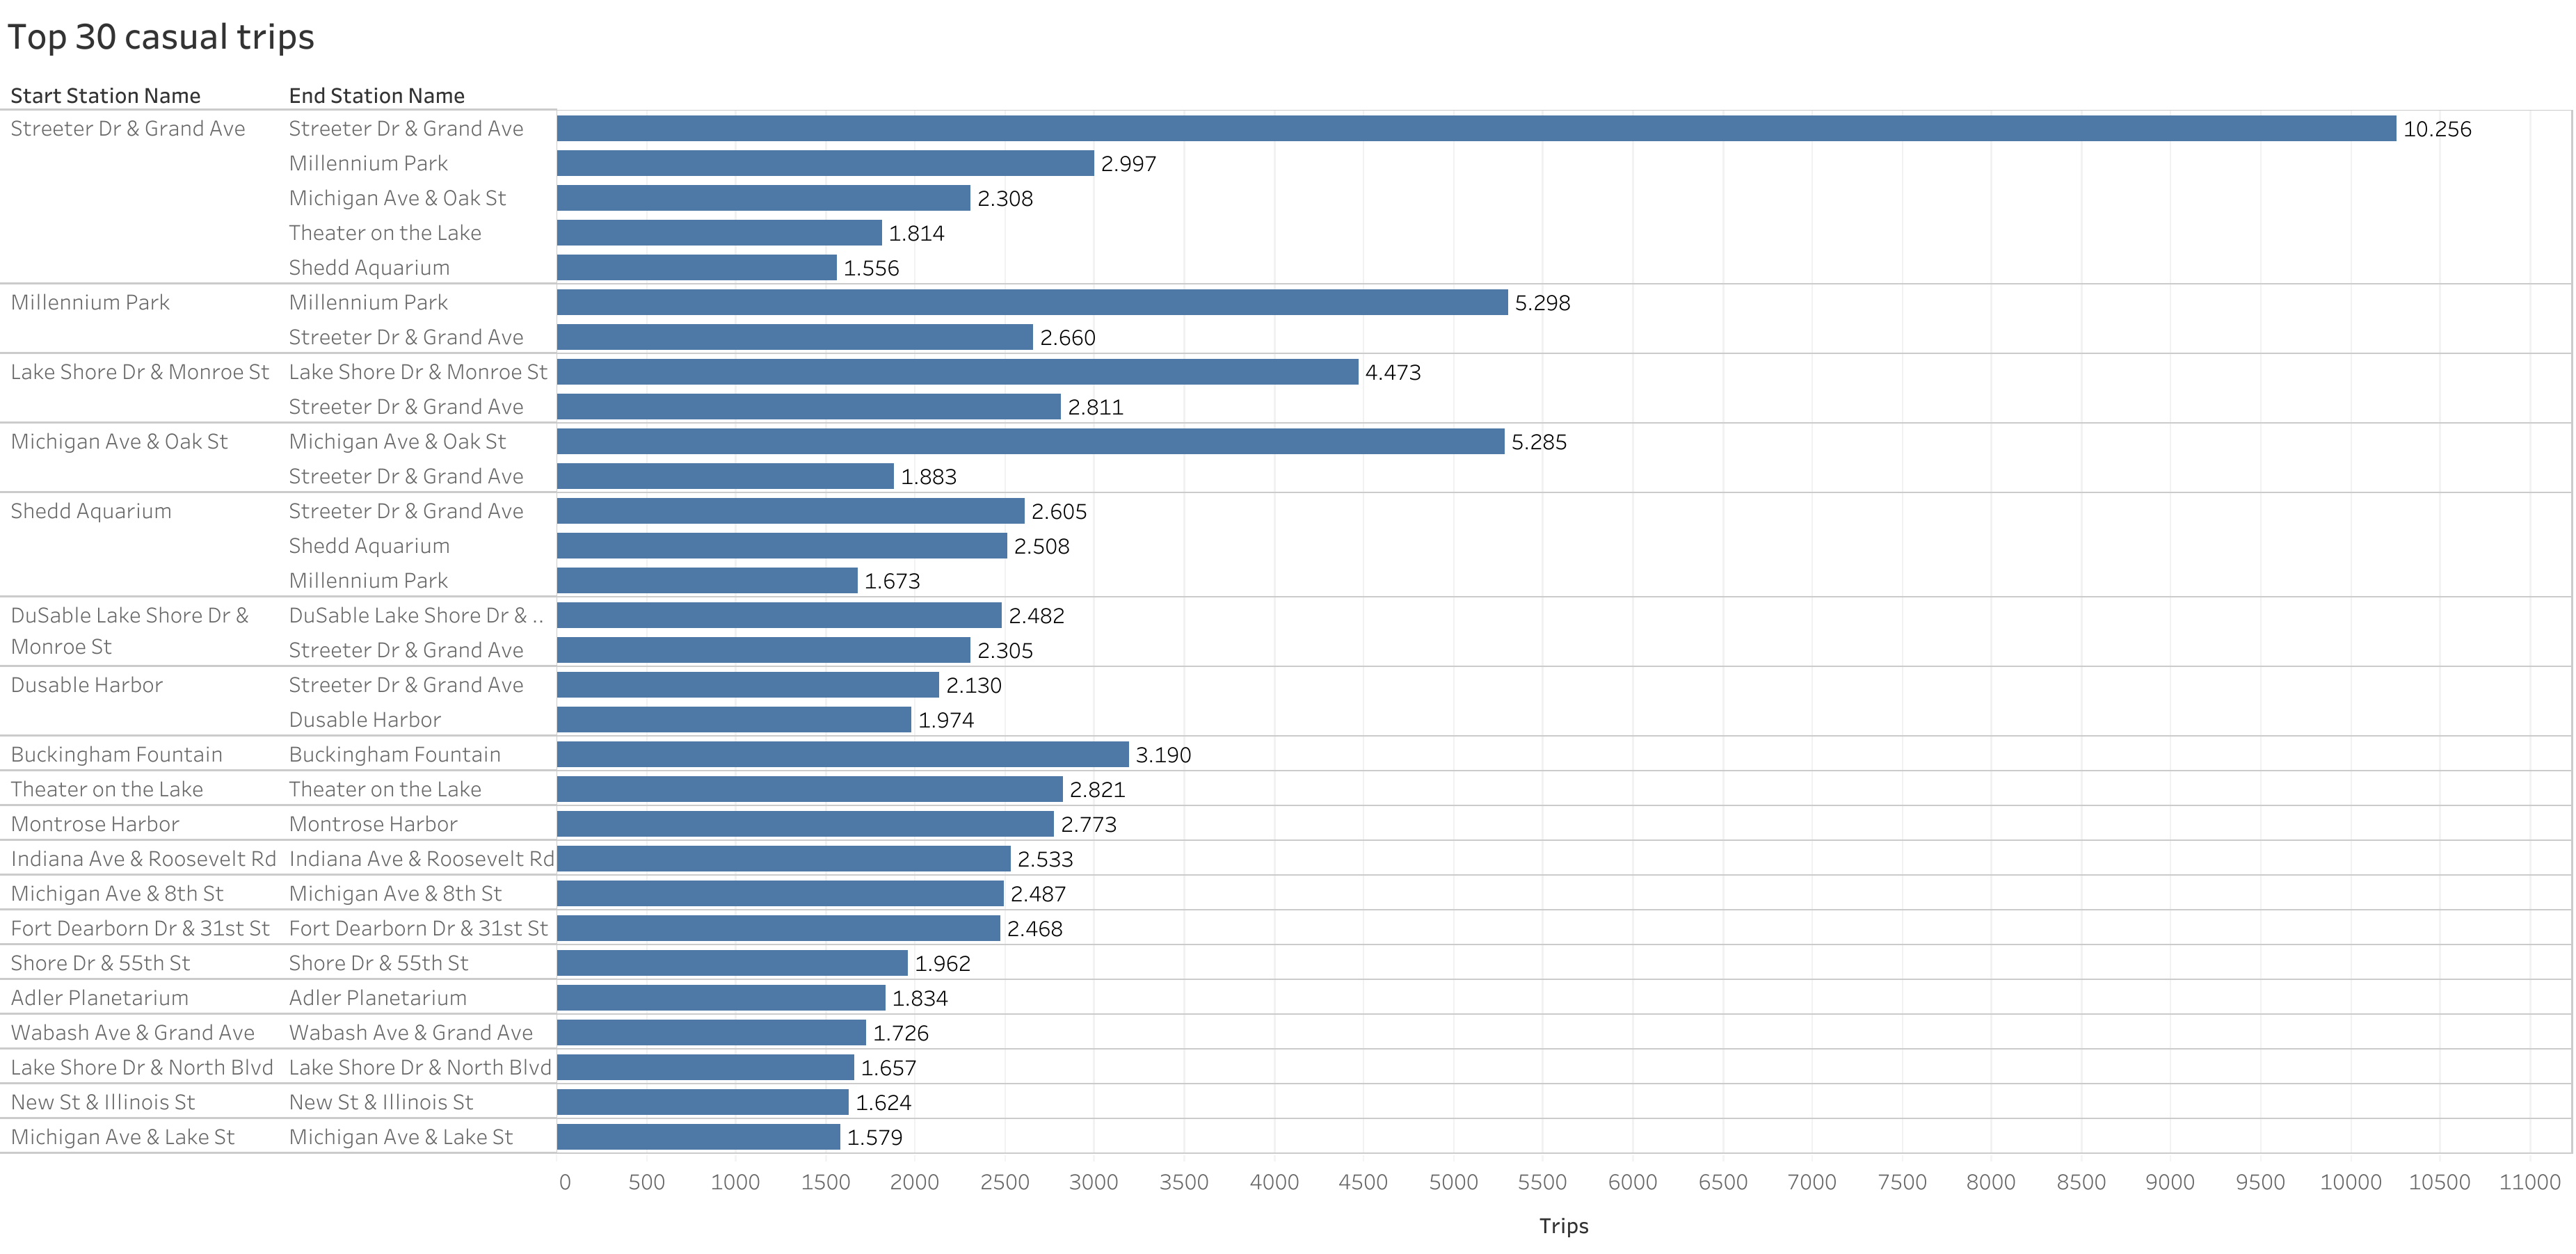 Top 30 casual trips
Start Station Name End Station Name
Streeter Dr & Grand Ave Streeter Dr & Grand Ave 10.256
Millennium Park 2.997
Michigan Ave & Oak St 2.308
Theater on the Lake 1.814
Shedd Aquarium 1.556
Millennium Park Millennium Park 5.298
Streeter Dr & Grand Ave 2.660
Lake Shore Dr & Monroe St Lake Shore Dr & Monroe St 4.473
Streeter Dr & Grand Ave 2.811
Michigan Ave & Oak St Michigan Ave & Oak St 5.285
Streeter Dr & Grand Ave 1.883
Shedd Aquarium Streeter Dr & Grand Ave 2.605
Shedd Aquarium 2.508
Millennium Park 1.673
DuSable Lake Shore Dr & DuSable Lake Shore Dr & .. 2.482
Monroe St Streeter Dr & Grand Ave 2.305
Dusable Harbor Streeter Dr & Grand Ave 2.130
Dusable Harbor 1.974
Buckingham Fountain Buckingham Fountain 3.190
Theater on the Lake Theater on the Lake 2.821
Montrose Harbor Montrose Harbor 2.773
Indiana Ave & Roosevelt Rd Indiana Ave & Roosevelt Rd 2.533
Michigan Ave & 8th St Michigan Ave & 8th St 2.487
Fort Dearborn Dr & 31st St Fort Dearborn Dr & 31st St 2.468
Shore Dr & 55th St Shore Dr & 55th St 1.962
Adler Planetarium Adler Planetarium 1.834
Wabash Ave & Grand Ave Wabash Ave & Grand Ave 1.726
Lake Shore Dr & North Blvd Lake Shore Dr & North Blvd 1.657
New St & Illinois St New St & Illinois St 1.624
Michigan Ave & Lake St Michigan Ave & Lake St 1.579
0 500 1000 1500 2000 2500 3000 3500 4000 4500 5000 5500 6000 6500 7000 7500 8000 8500 9000 9500 10000 10500 11000
Trips